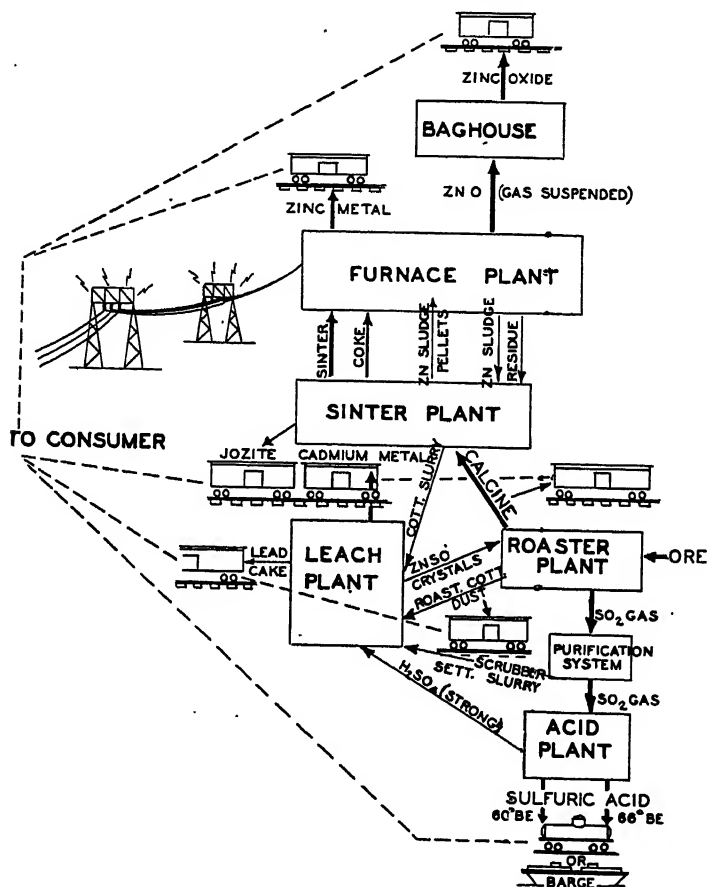 ZINC OXIDE
BAGHOUSE
ZN O (GAS SUSPENDED)
ZINC METAL
FURNACE PLANT
SINTER
COKE
ZN SLUDGE
PELLETS
ZN SLUDGE
RESIDUE
SINTER PLANT
TO CONSUMER
JOZITE CADMIUM METAL
COTT. SLURRY
CALCINE
LEACH
PLANT
LEAD
CAKE
ZNSO
CRYSTALS
ROAST. COTT.
DUST
ROASTER
PLANT
ORE
SO₂ GAS
PURIFICATION
SYSTEM
SCRUBBER
SETT. SLURRY
SO₂ GAS
H₂SO₄ (STRONG)
ACID
PLANT
SULFURIC ACID
60°BE 66°BE
OR
BARGE